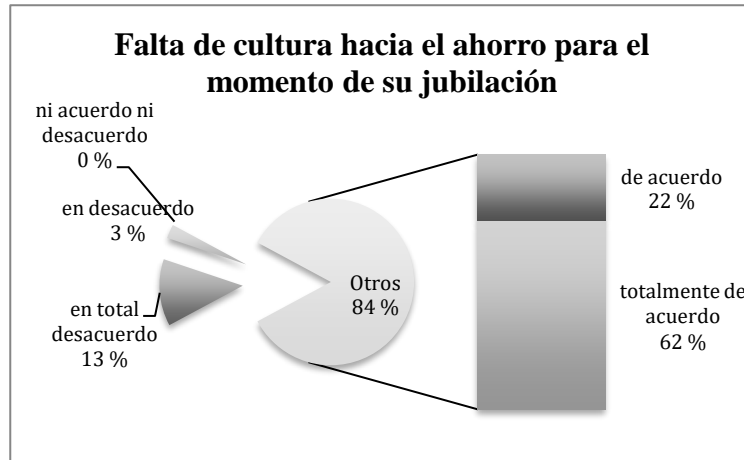 Falta de cultura hacia el ahorro para el
momento de su jubilación
ni acuerdo ni
desacuerdo
0 %
en desacuerdo
3 %
en total
desacuerdo
13 %
Otros
84 %
de acuerdo
22 %
totalmente de
acuerdo
62 %